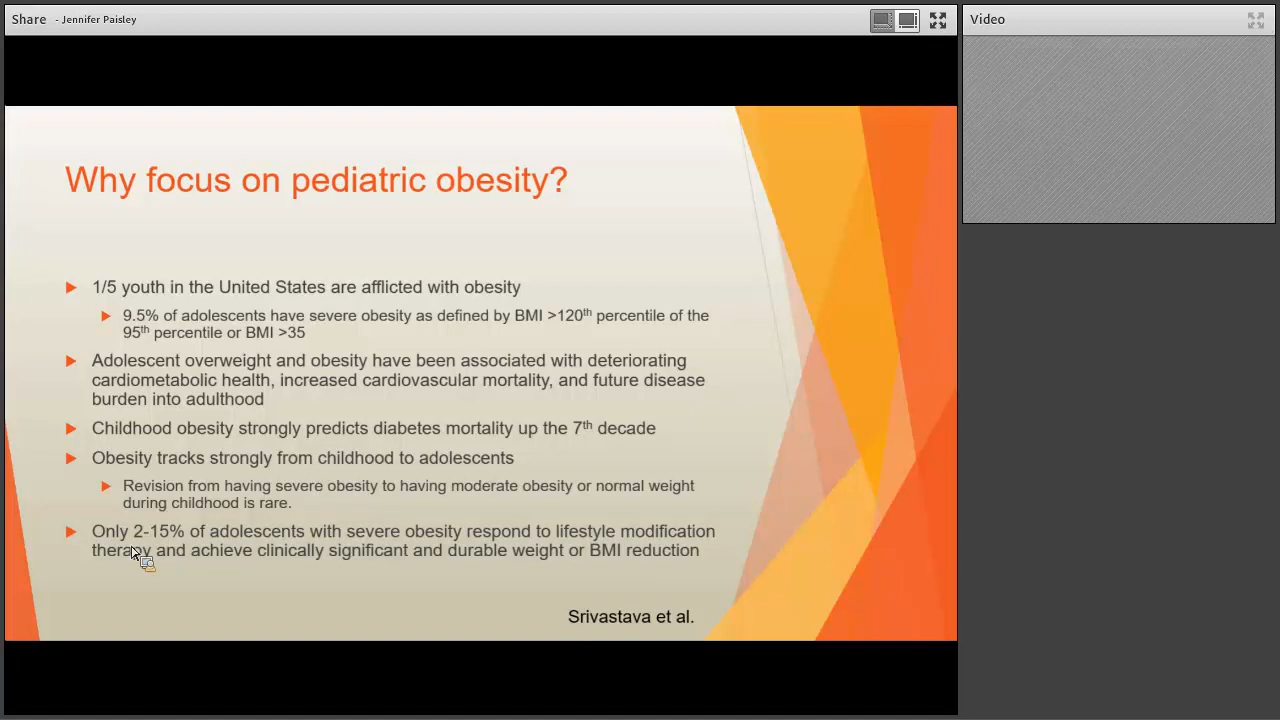 Share - Jennifer Paisley
Video
Why focus on pediatric obesity?
1/5 youth in the United States are afflicted with obesity
9.5% of adolescents have severe obesity as defined by BMI >120th percentile of the
95th percentile or BMI >35
Adolescent overweight and obesity have been associated with deteriorating
cardiometabolic health, increased cardiovascular mortality, and future disease
burden into adulthood
Childhood obesity strongly predicts diabetes mortality up the 7th decade
Obesity tracks strongly from childhood to adolescents
Revision from having severe obesity to having moderate obesity or normal weight
during childhood is rare.
Only 2-15% of adolescents with severe obesity respond to lifestyle modification
therapy and achieve clinically significant and durable weight or BMI reduction
Srivastava et al.